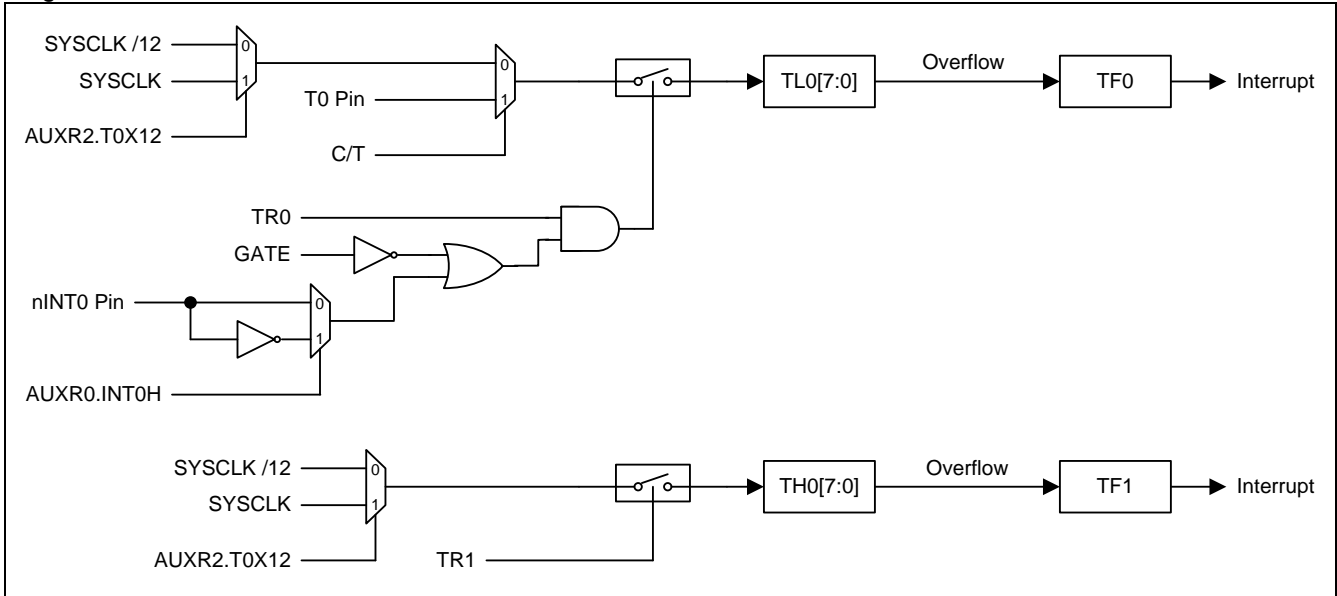 SYSCLK /12
0
SYSCLK
1
AUXR2.T0X12
T0 Pin
0
1
C/T
TL0[7:0]
Overflow
TF0
Interrupt
TR0
GATE
nINT0 Pin
0
1
AUXR0.INT0H
SYSCLK /12
0
SYSCLK
1
AUXR2.T0X12
TR1
TH0[7:0]
Overflow
TF1
Interrupt